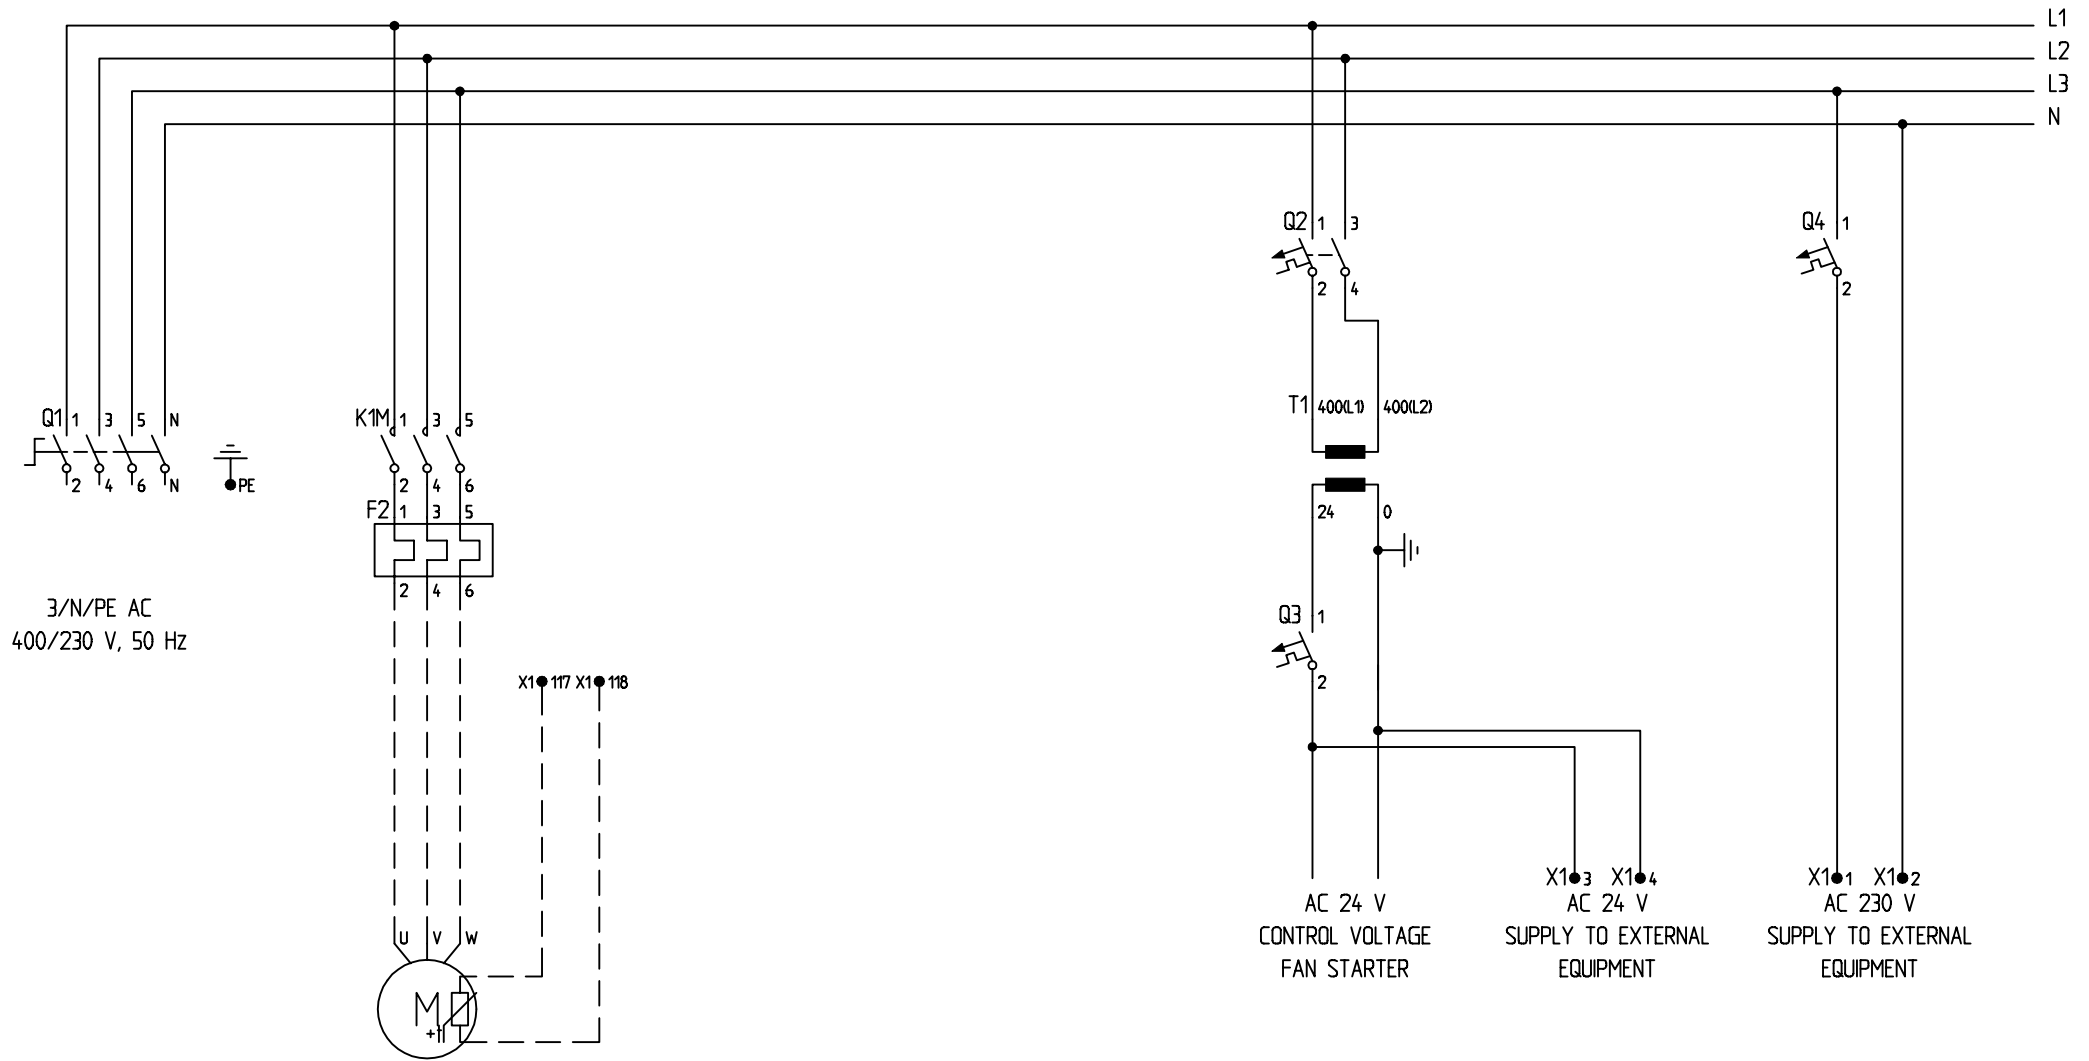 L1
L2
L3
N
Q2 1 3
Q4 1
2 4
2
T1 400(L1) 400(L2)
Q1 1 3 5 N
K1M 1 3 5
2 4 6 N PE
2 4 6
F2 1 3 5
24 0
2 4 6
3/N/PE AC
400/230 V, 50 Hz
Q3 1
X1 117 X1 118
2
X1 3 X1 4
X1 1 X1 2
AC 24 V
CONTROL VOLTAGE
FAN STARTER
AC 24 V
SUPPLY TO EXTERNAL
EQUIPMENT
AC 230 V
SUPPLY TO EXTERNAL
EQUIPMENT
U V W
M
+t